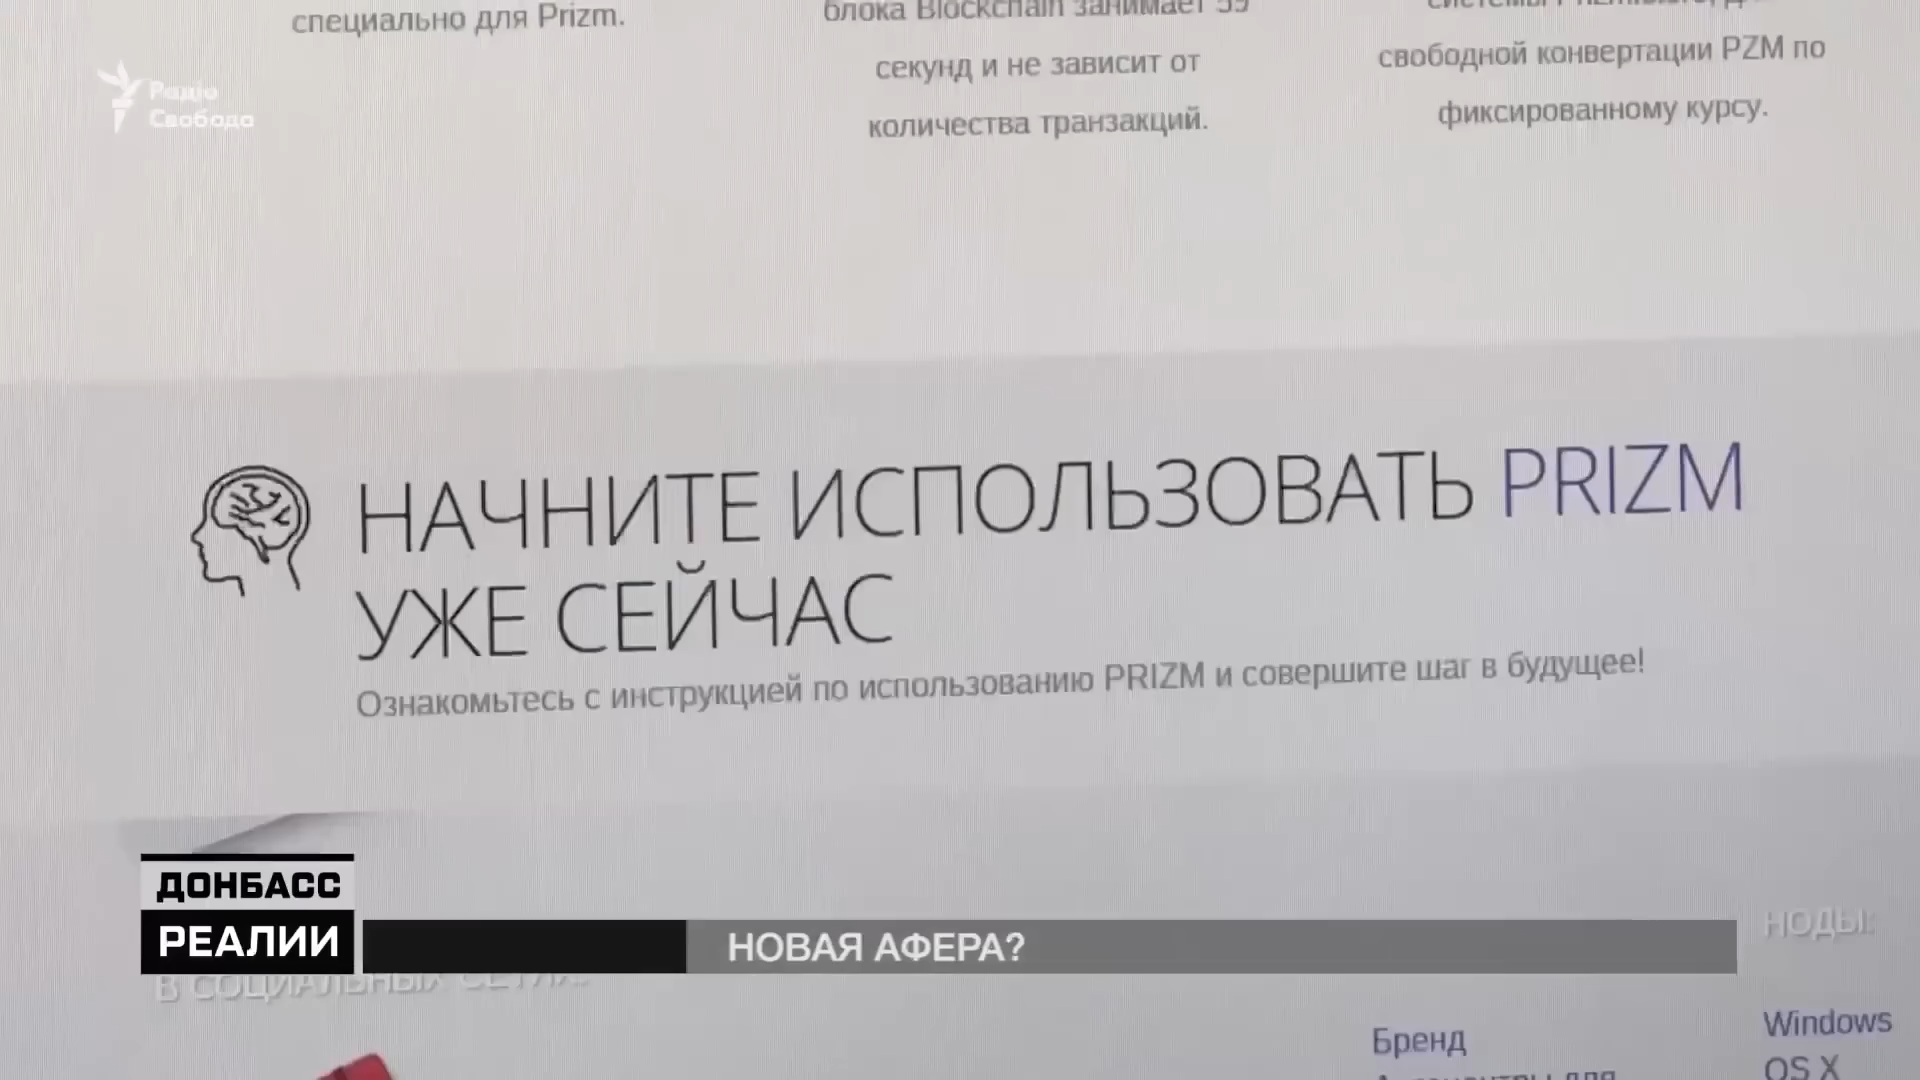 специально для Prizm.
блока Blockchain занимает 59
секунд и не зависит от
количества транзакций.
свободной конвертации PZM по
фиксированному курсу.
Радіо
Свобода
НАЧНИТЕ ИСПОЛЬЗОВАТЬ PRIZM
УЖЕ СЕЙЧАС
Ознакомьтесь с инструкцией по использованию PRIZM и совершите шаг в будущее!
ДОНБАСС
РЕАЛИИ
НОВАЯ АФЕРА?
НОДЫ:
В СОЦИАЛЬНЫХ СЕТЯХ:
Бренд
Windows
OS X